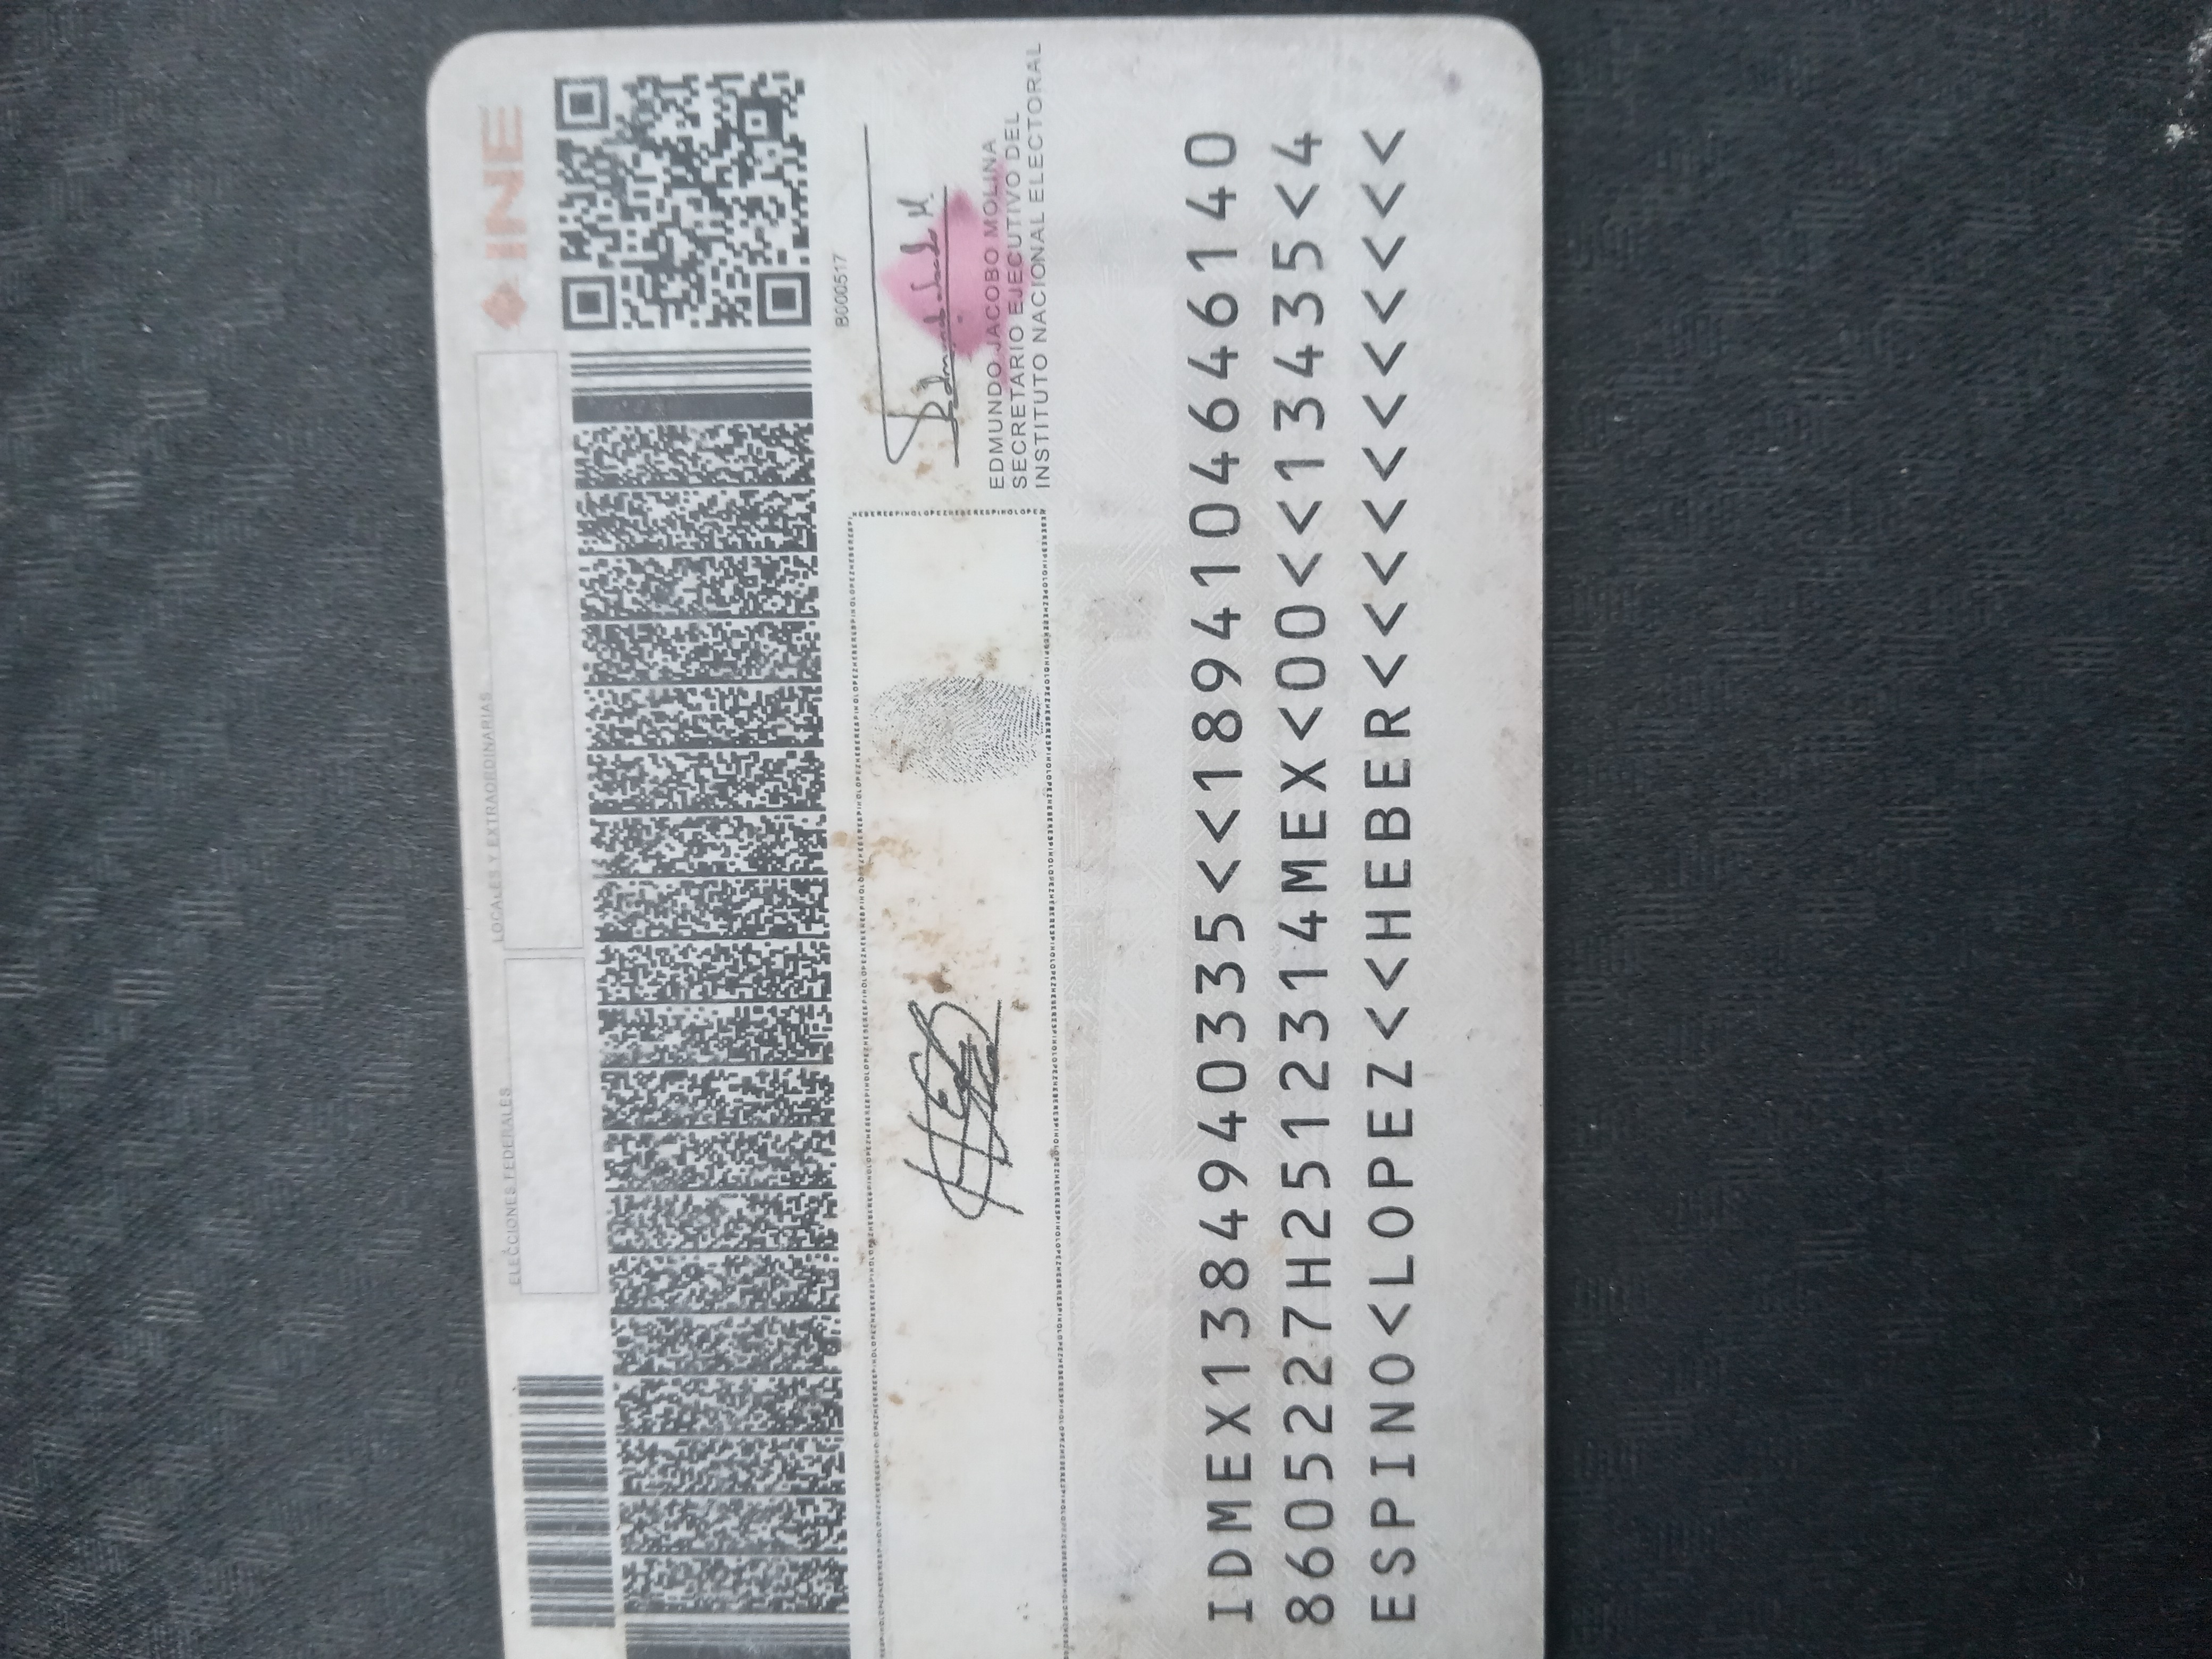 ELECCIONES FEDERALES
LOCALES Y EXTRAORDINARIAS
INE
B000517
EDMUNDO JACOBO MOLINA
SECRETARIO EJECUTIVO DEL
INSTITUTO NACIONAL ELECTORAL
IDMEX1384940335<<1894104646140
8605227H2512314MEX<00<<13435<4
ESPINO<LOPEZ<<HEBER<<<<<<<<<<<